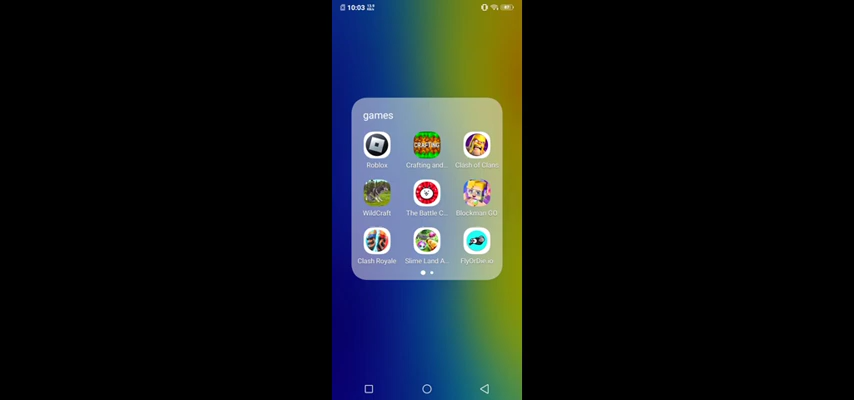 10:03
games
CRAFTING
Roblox
Crafting and...
Clash of Clans
WildCraft
The Battle C...
Blockman GO
Clash Royale
Slime Land A...
FlyOrDie.io